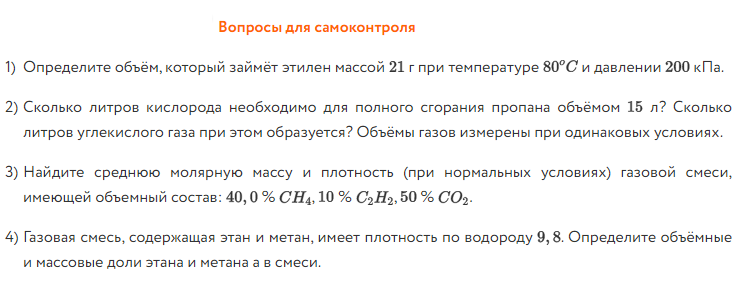 Вопросы для самоконтроля
1) Определите объём, который займёт этилен массой 21 г при температуре 80°C и давлении 200 кПа.
2) Сколько литров кислорода необходимо для полного сгорания пропана объёмом 15 л? Сколько
литров углекислого газа при этом образуется? Объёмы газов измерены при одинаковых условиях.
3) Найдите среднюю молярную массу и плотность (при нормальных условиях) газовой смеси,
имеющей объемный состав: 40,0 % CH₄, 10 % C₂H₂, 50 % CO₂.
4) Газовая смесь, содержащая этан и метан, имеет плотность по водороду 9,8. Определите объёмные
и массовые доли этана и метана а в смеси.